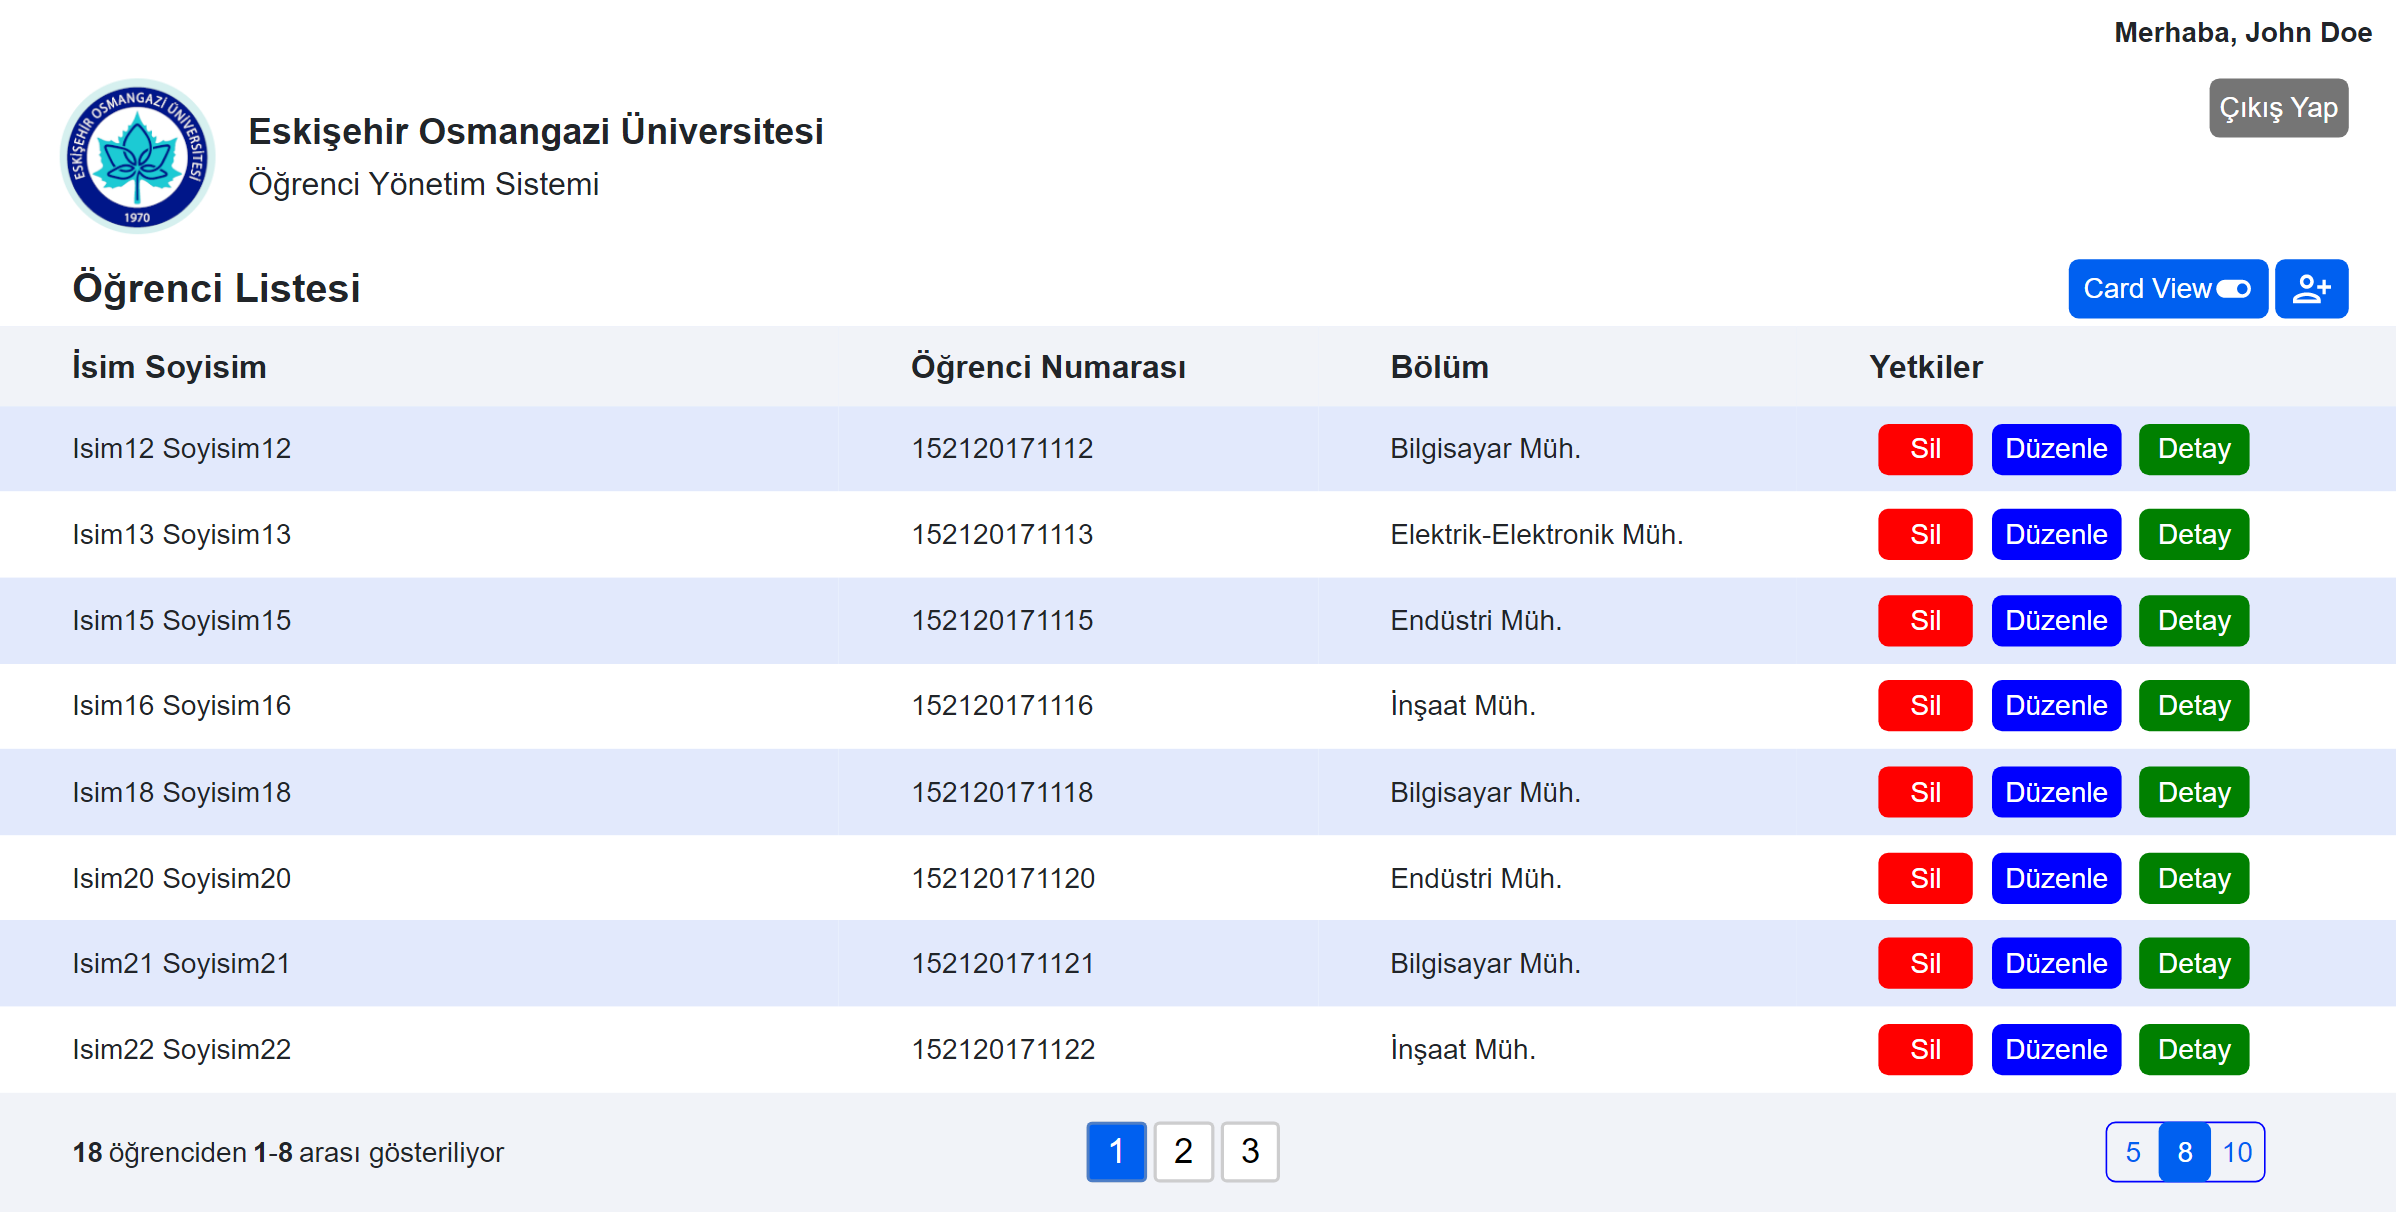 Merhaba, John Doe
Çıkış Yap
ESKİŞEHİR OSMANGAZİ ÜNİVERSİTESİ
1970
Eskişehir Osmangazi Üniversitesi
Öğrenci Yönetim Sistemi
Öğrenci Listesi
Card View
İsim Soyisim Öğrenci Numarası Bölüm Yetkiler
Isim12 Soyisim12 152120171112 Bilgisayar Müh. Sil Düzenle Detay
Isim13 Soyisim13 152120171113 Elektrik-Elektronik Müh. Sil Düzenle Detay
Isim15 Soyisim15 152120171115 Endüstri Müh. Sil Düzenle Detay
Isim16 Soyisim16 152120171116 İnşaat Müh. Sil Düzenle Detay
Isim18 Soyisim18 152120171118 Bilgisayar Müh. Sil Düzenle Detay
Isim20 Soyisim20 152120171120 Endüstri Müh. Sil Düzenle Detay
Isim21 Soyisim21 152120171121 Bilgisayar Müh. Sil Düzenle Detay
Isim22 Soyisim22 152120171122 İnşaat Müh. Sil Düzenle Detay
18 öğrenciden 1-8 arası gösteriliyor 1 2 3 5 8 10